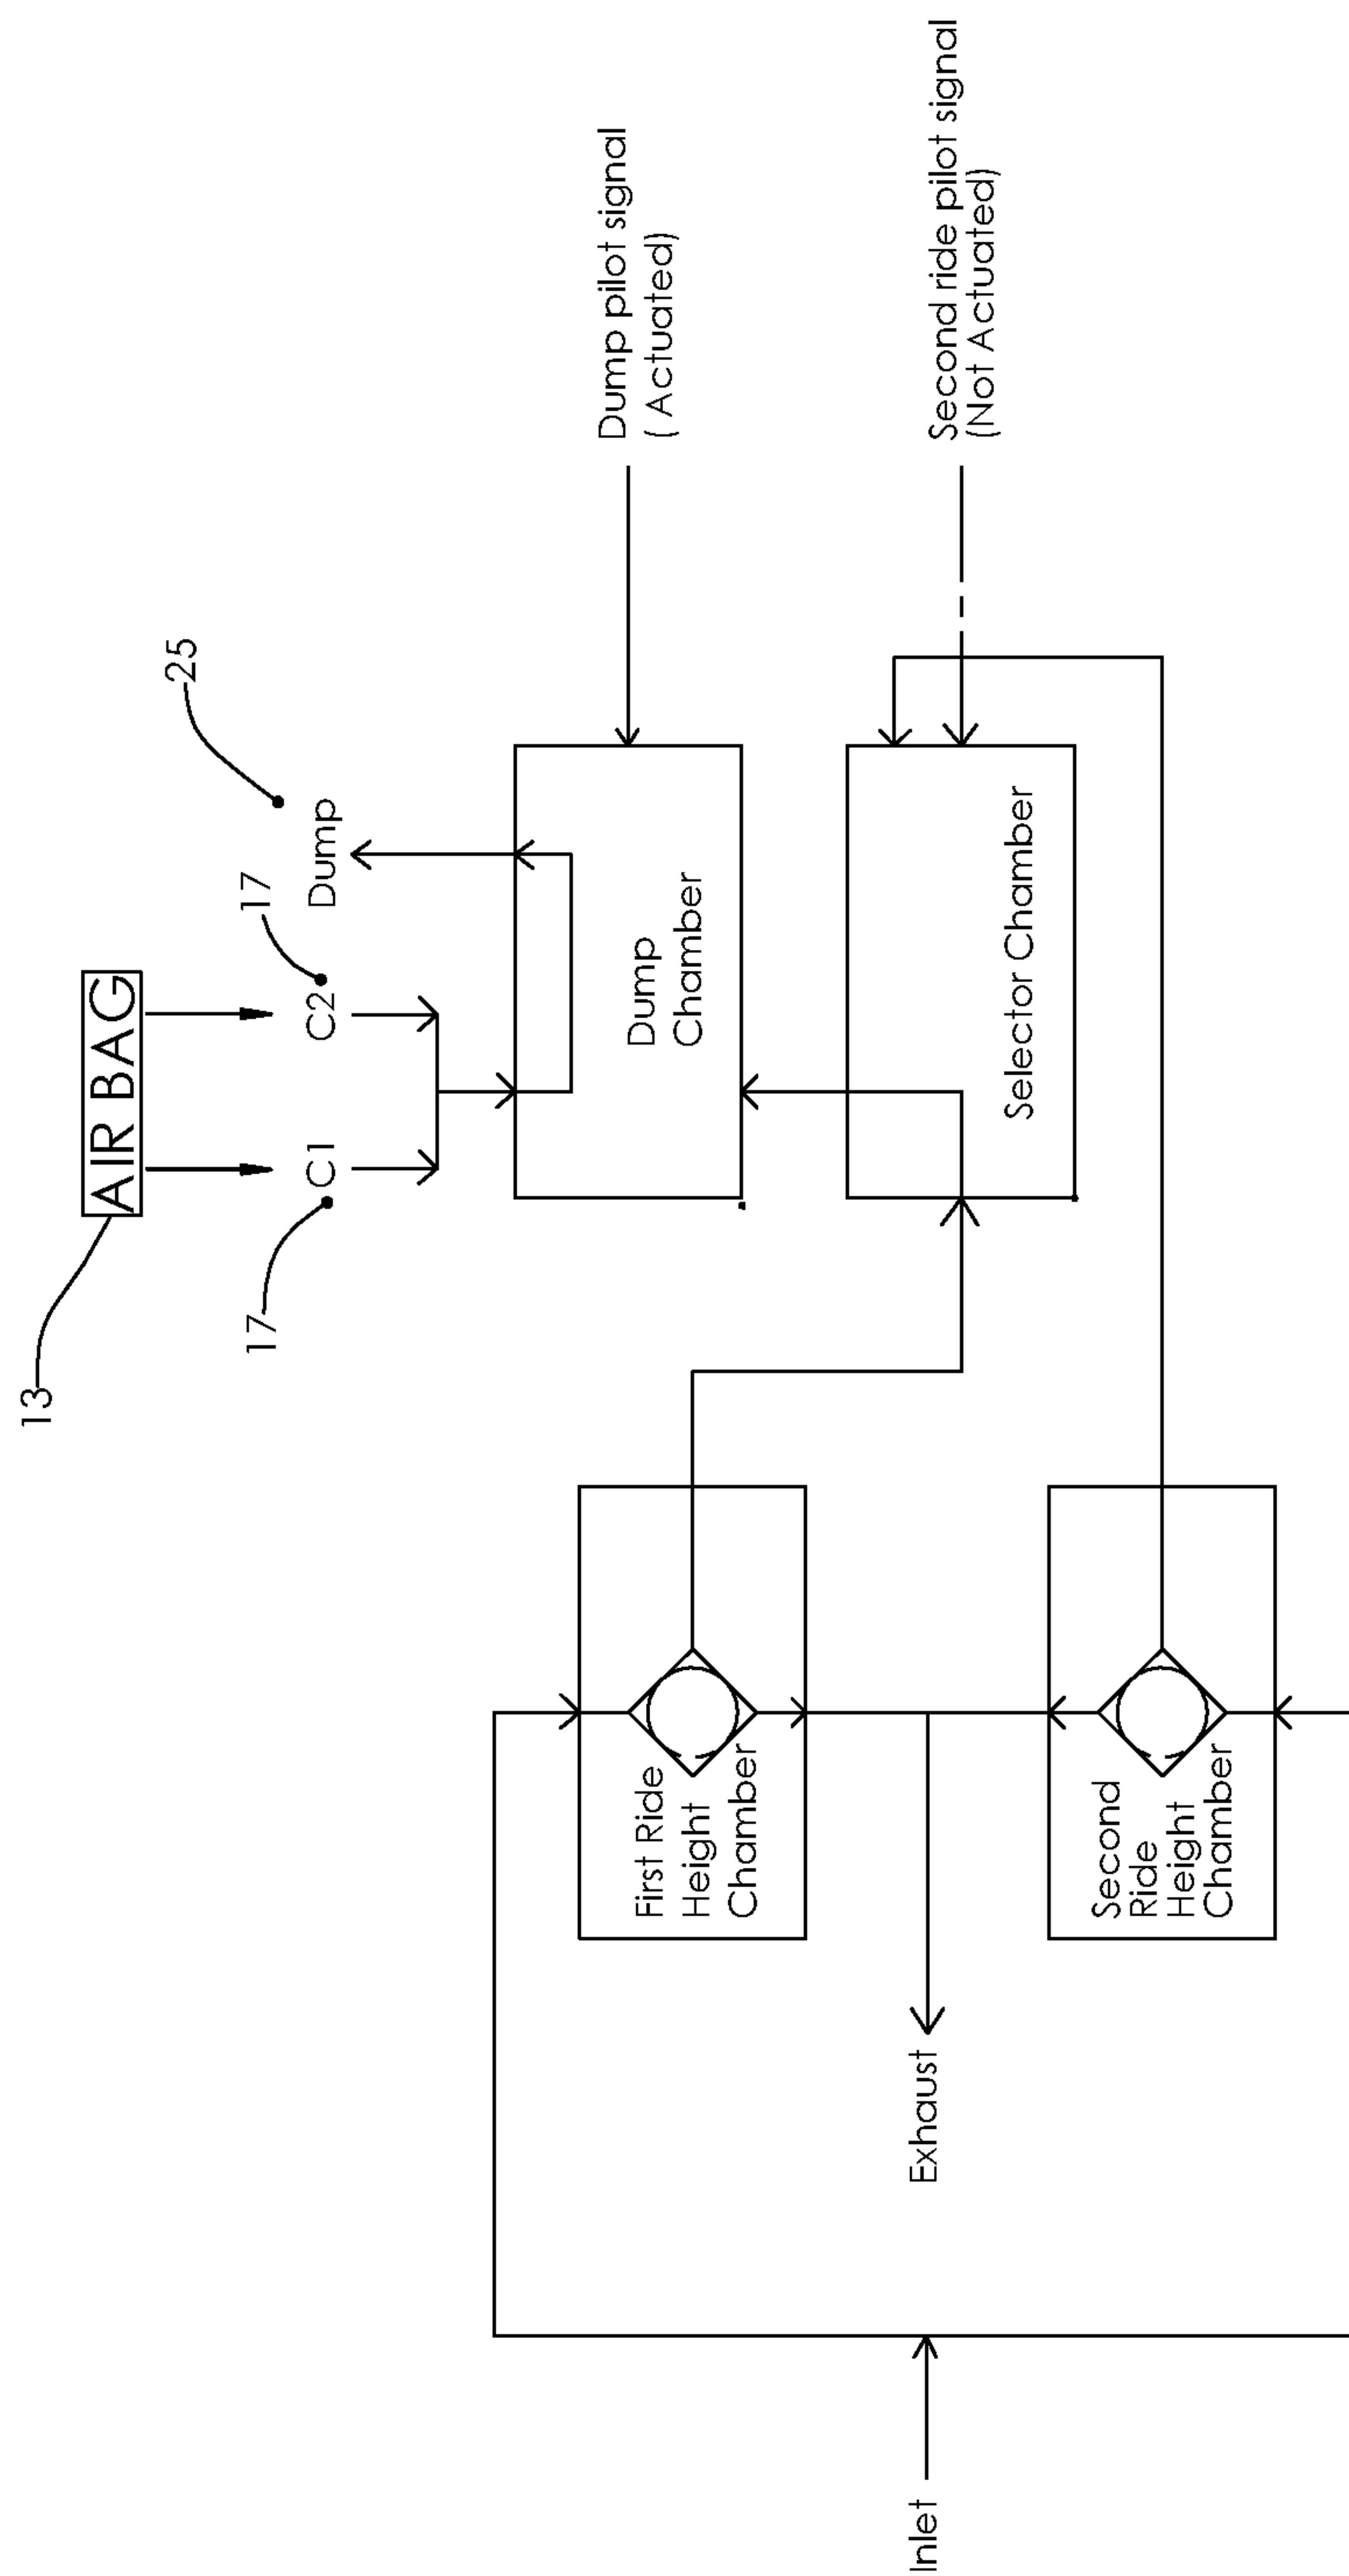 13
AIR BAG
25
17
17
C1
C2
Dump
Dump pilot signal
( Actuated)
Dump
Chamber
First Ride
Height
Chamber
Inlet
Exhaust
Second ride pilot signal
(Not Actuated)
Selector Chamber
Second
Ride
Height
Chamber